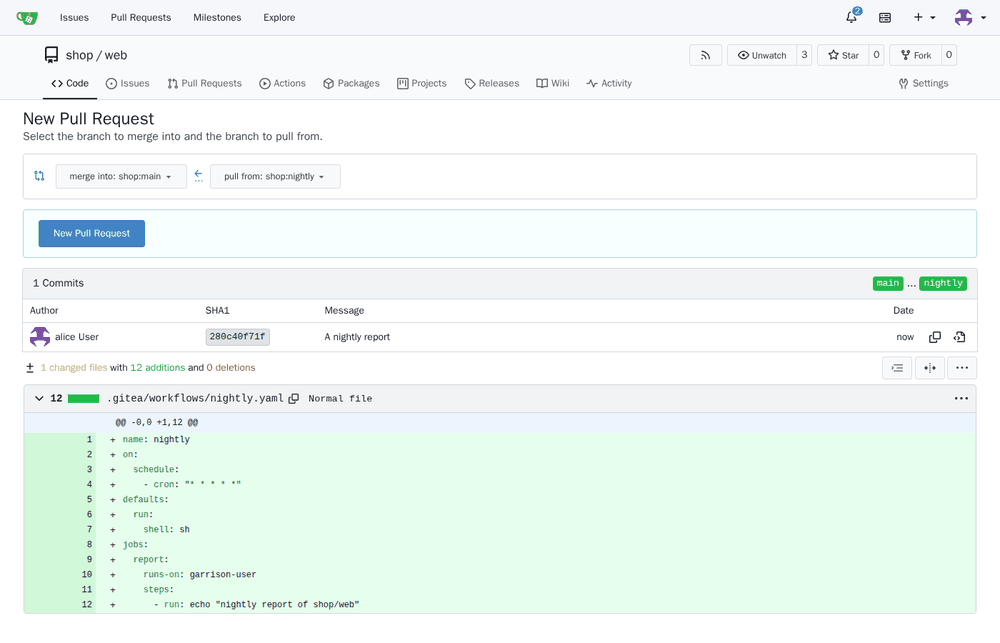 Issues Pull Requests Milestones Explore 2
shop / web Unwatch 3 Star 0 Fork 0
Code Issues Pull Requests Actions Packages Projects Releases Wiki Activity Settings
New Pull Request
Select the branch to merge into and the branch to pull from.
merge into: shop:main pull from: shop:nightly
New Pull Request
1 Commits main ... nightly
Author SHA1 Message Date
alice User 280c40f71f A nightly report now
1 changed files with 12 additions and 0 deletions
12 .gitea/workflows/nightly.yaml Normal file
@@ -0,0 +1,12 @@
1 + name: nightly
2 + on:
3 + schedule:
4 + - cron: "* * * * *"
5 + defaults:
6 + run:
7 + shell: sh
8 + jobs:
9 + report:
10 + runs-on: garrison-user
11 + steps:
12 + - run: echo "nightly report of shop/web"